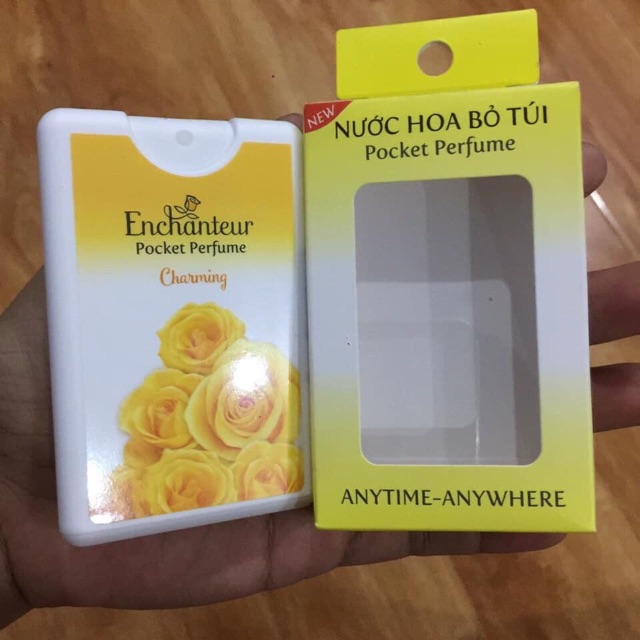 Enchanteur
Pocket Perfume
Charming
NEW
NƯỚC HOA BỎ TÚI
Pocket Perfume
ANYTIME-ANYWHERE